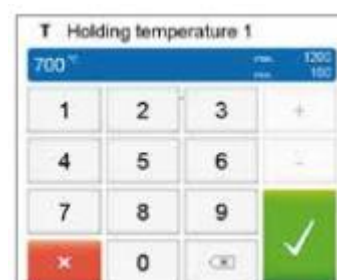 T Holding temperature 1
700 °C max. 1200
min. 100
1 2 3 +
4 5 6 -
7 8 9
0